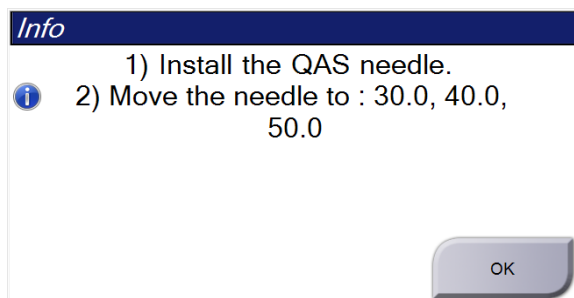 Info
1) Install the QAS needle.
2) Move the needle to : 30.0, 40.0,
50.0
OK